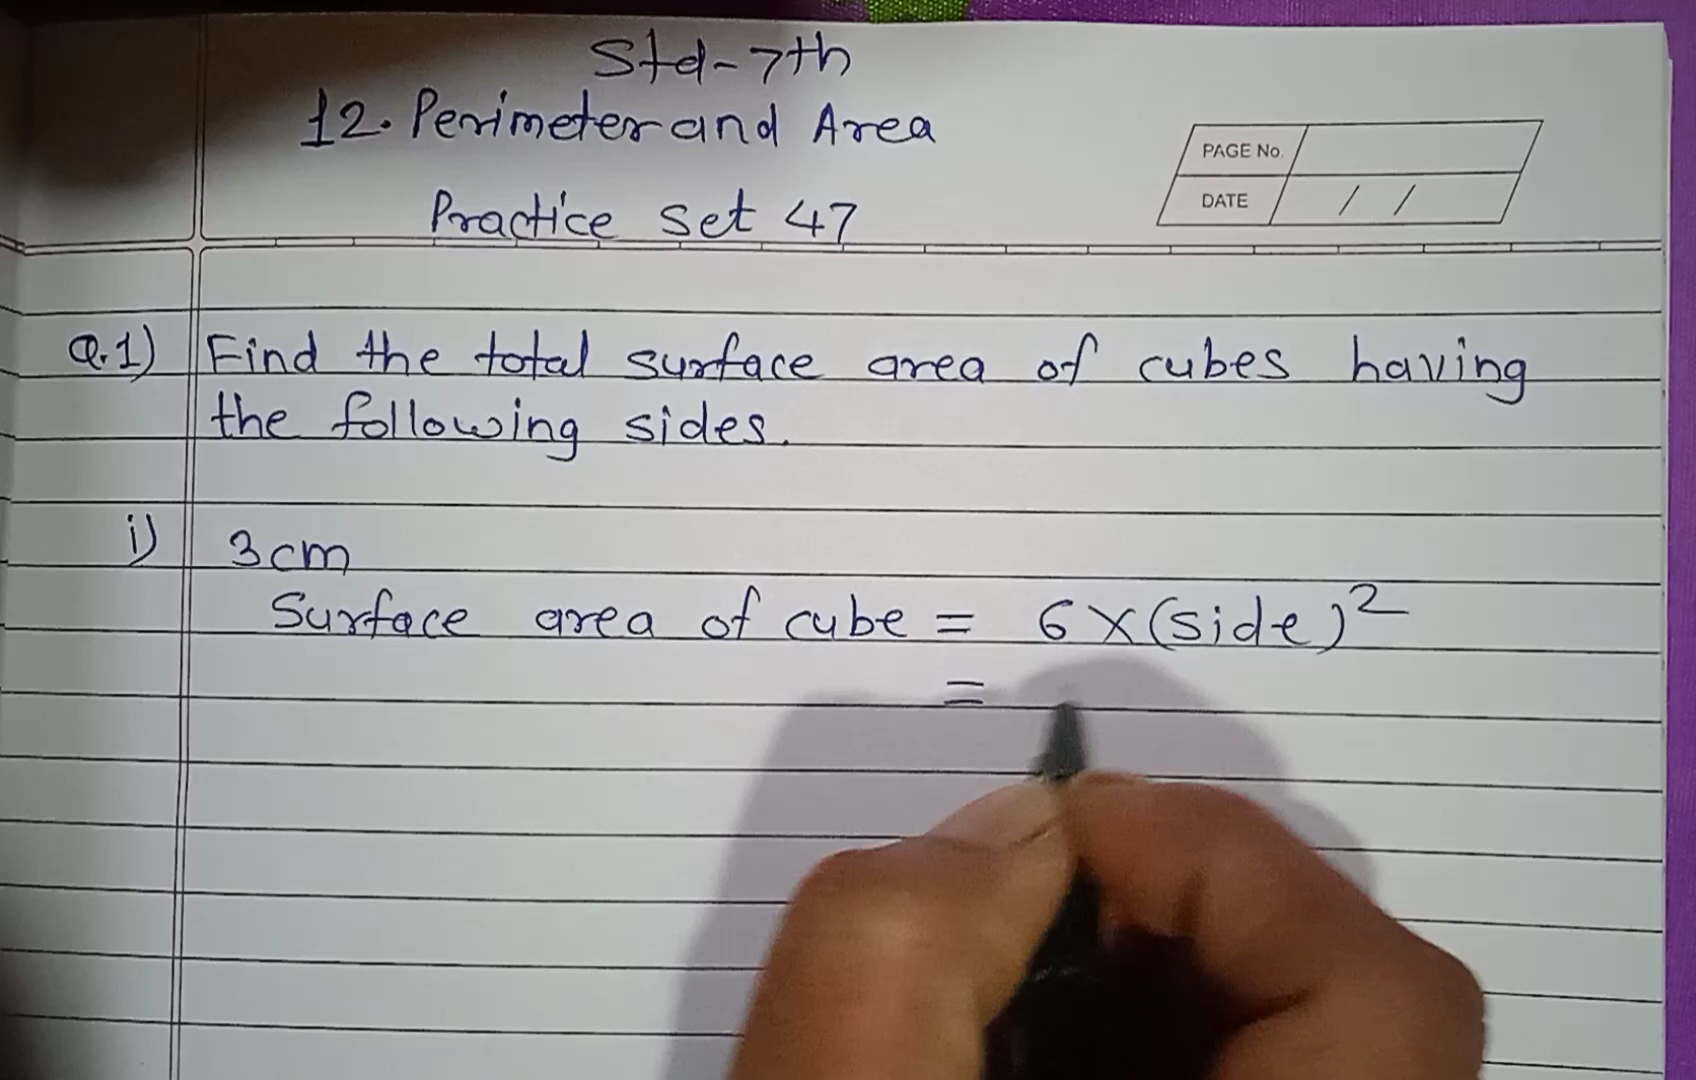 Std-7th
12. Perimeter and Area
Practice set 47
PAGE No.
DATE / /
Q.1) Find the total surface area of cubes having
the following sides.
i) 3cm
Surface area of cube = 6×(side)²
=